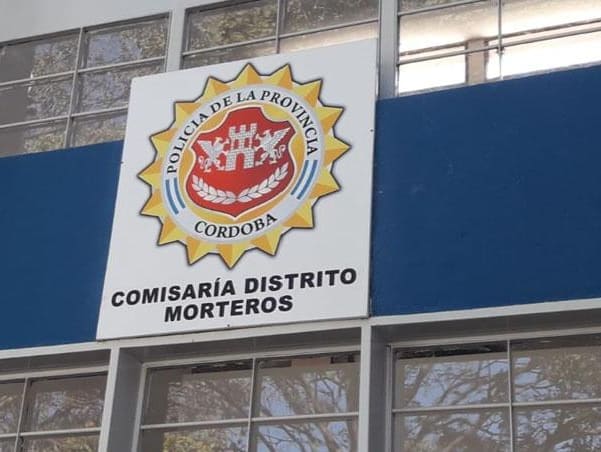 POLICIA DE LA PROVINCIA
CORDOBA
COMISARÍA DISTRITO
MORTEROS